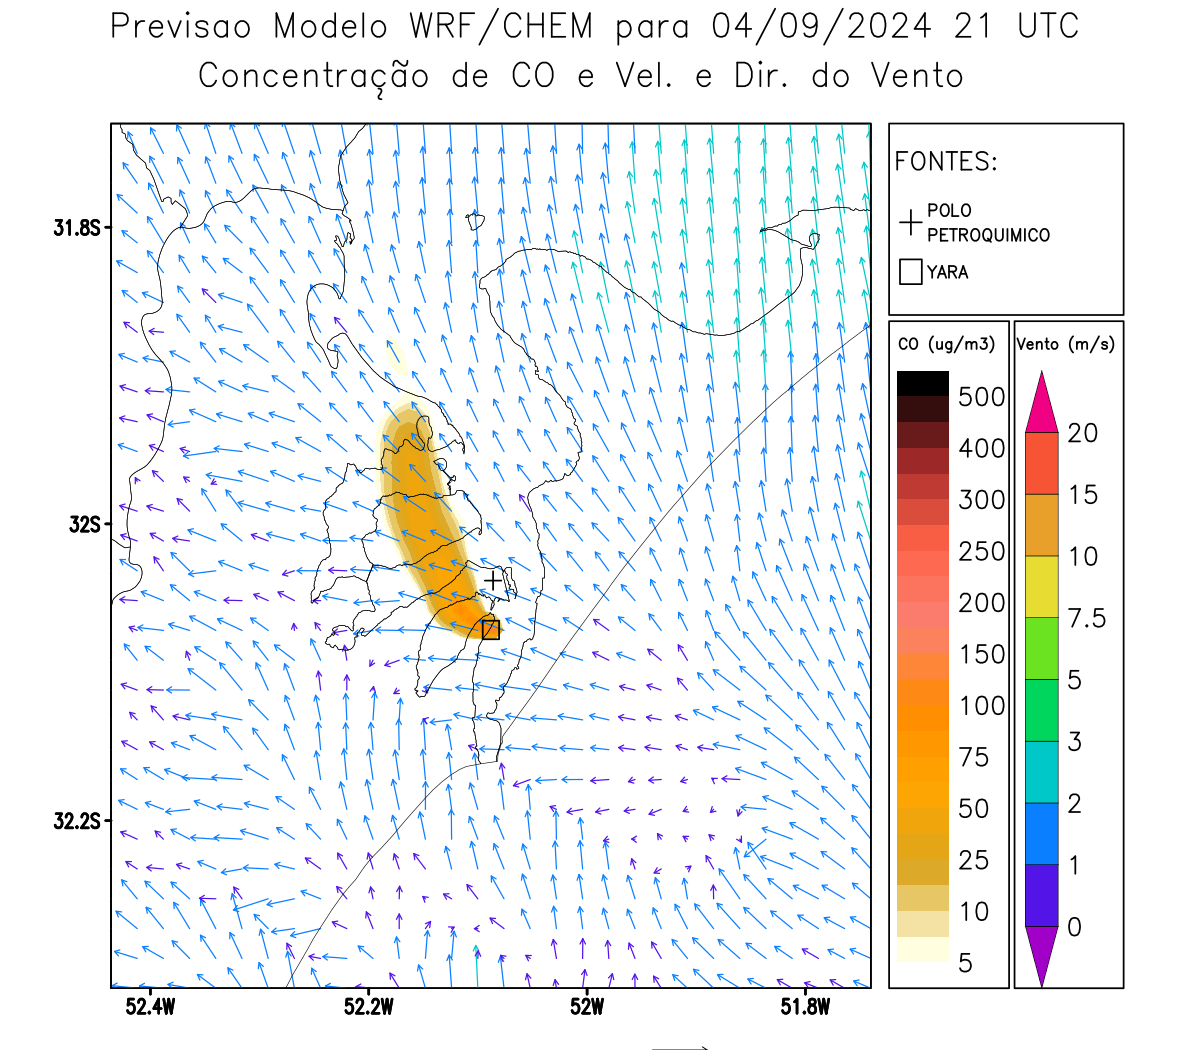 Previsao Modelo WRF/CHEM para 04/09/2024 21 UTC
Concentração de CO e Vel. e Dir. do Vento
FONTES:
POLO
PETROQUIMICO
YARA
CO (ug/m3)
500
400
300
250
200
150
100
75
50
25
10
5
Vento (m/s)
20
15
10
7.5
5
3
2
1
0
31.8S
32S
32.2S
52.4W
52.2W
52W
51.8W